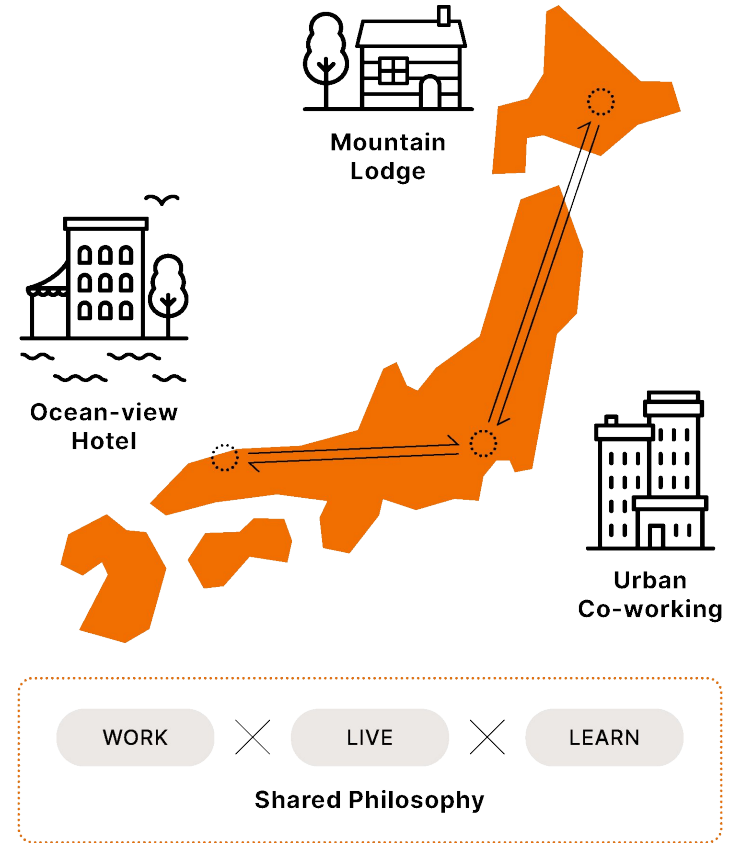 Mountain
Lodge
Ocean-view
Hotel
Urban
Co-working
WORK
LIVE
LEARN
Shared Philosophy